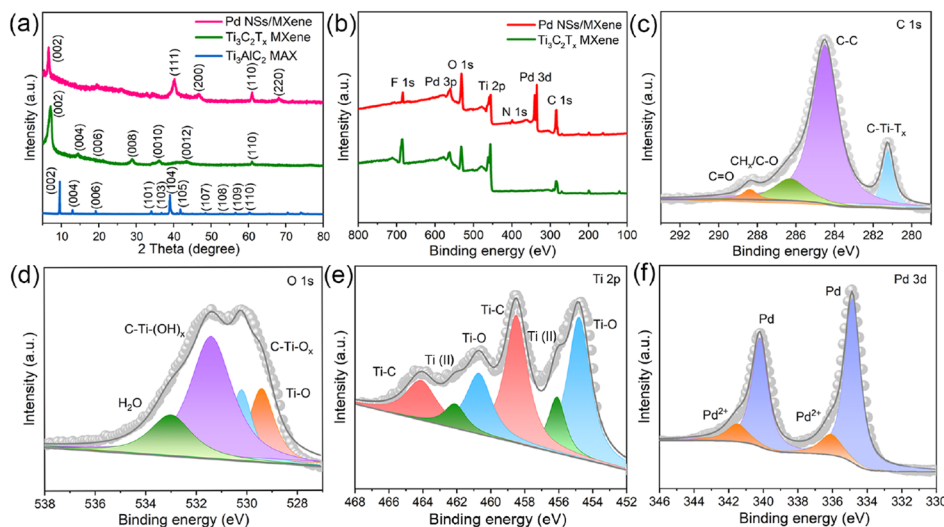 (a)
Pd NSs/MXene
Ti₃C₂Tₓ MXene
Ti₃AlC₂ MAX
(002)
(111)
(200)
(110)
(220)
(002)
(004)
(006)
(008)
(0010)
(0012)
(110)
(002)
(004)
(006)
(101)
(103)
(104)
(105)
(107)
(108)
(109)
(110)
Intensity (a.u.)
10 20 30 40 50 60 70 80
2 Theta (degree)
(b)
Pd NSs/MXene
Ti₃C₂Tₓ MXene
F 1s
Pd 3p
O 1s
Ti 2p
N 1s
Pd 3d
C 1s
Intensity (a.u.)
800 700 600 500 400 300 200 100
Binding energy (eV)
(c)
C 1s
C-C
C-Ti-Tₓ
CHₓ/C-O
C=O
Intensity (a.u.)
292 290 288 286 284 282 280
Binding energy (eV)
(d)
O 1s
C-Ti-(OH)ₓ
C-Ti-Oₓ
Ti-O
H₂O
Intensity (a.u.)
538 536 534 532 530 528
Binding energy (eV)
(e)
Ti 2p
Ti-C
Ti (II)
Ti-O
Ti-C
Ti (II)
Ti-O
Intensity (a.u.)
468 466 464 462 460 458 456 454 452
Binding energy (eV)
(f)
Pd 3d
Pd
Pd
Pd²⁺
Pd²⁺
Intensity (a.u.)
346 344 342 340 338 336 334 332 330
Binding energy (eV)